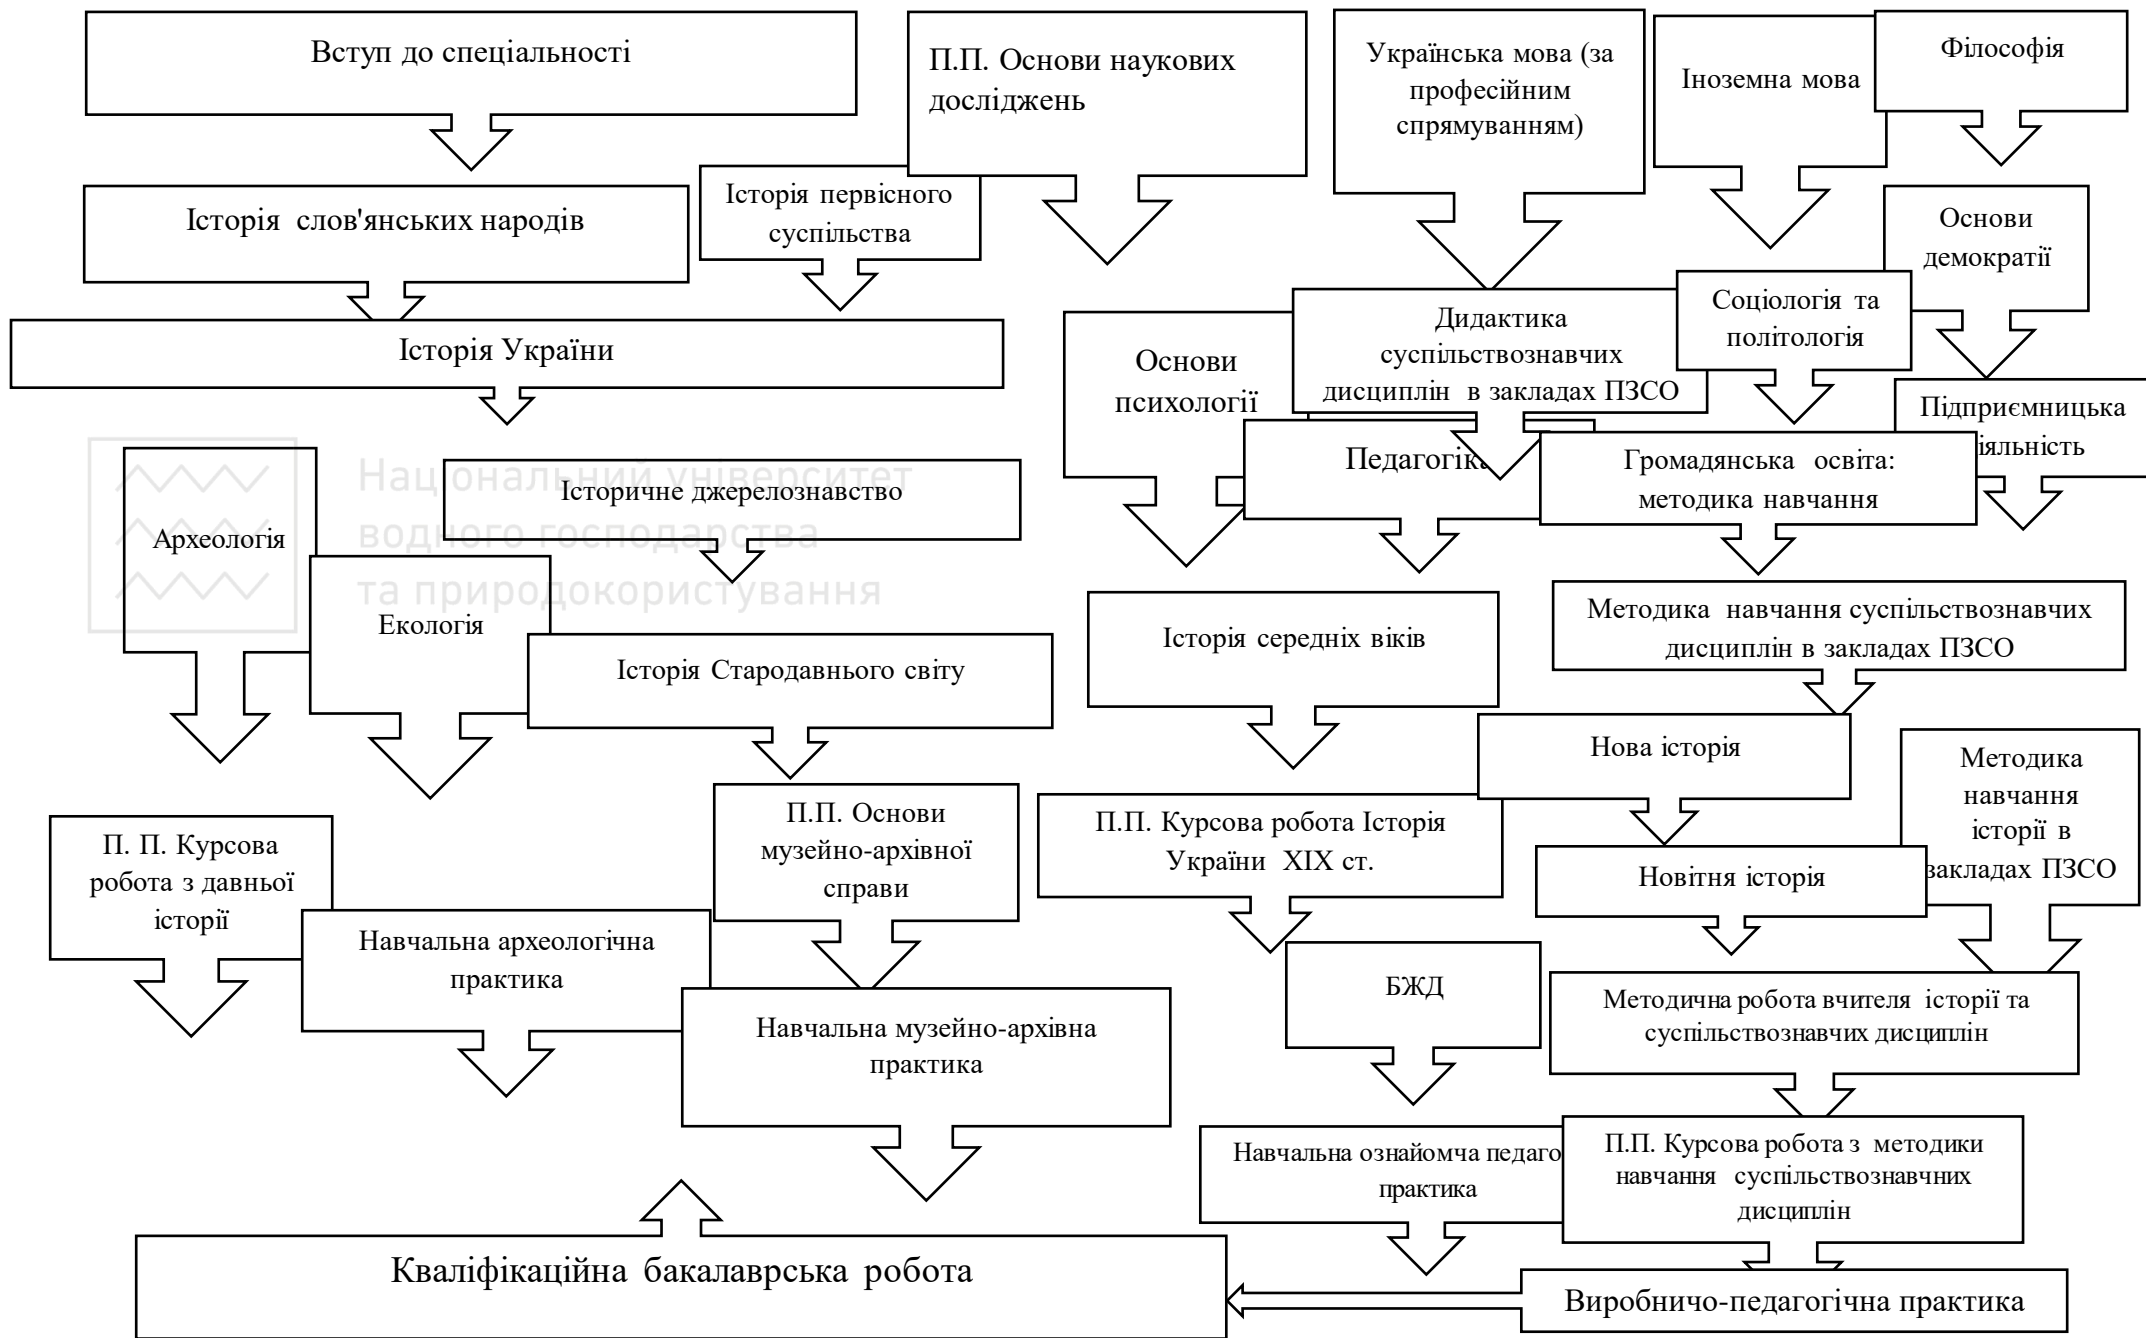 Вступ до спеціальності
П.П. Основи наукових
досліджень
Українська мова (за
професійним
спрямуванням)
Іноземна мова
Філософія
Історія слов'янських народів
Історія первісного
суспільства
Основи
демократії
Історія України
Основи
психології
Дидактика
суспільствознавчих
дисциплін в закладах ПЗСО
Соціологія та
політологія
Підприємницька
іяльність
Педагогіка
Громадянська освіта:
методика навчання
Національний університет
водного господарства
та природокористування
Археологія
Історичне джерелознавство
Екологія
Історія Стародавнього світу
Історія середніх віків
Методика навчання суспільствознавчих
дисциплін в закладах ПЗСО
Нова історія
Методика
навчання
історії в
закладах ПЗСО
П. П. Курсова
робота з давньої
історії
П.П. Основи
музейно-архівної
справи
П.П. Курсова робота Історія
України XIX ст.
Новітня історія
Навчальна археологічна
практика
Навчальна музейно-архівна
практика
БЖД
Методична робота вчителя історії та
суспільствознавчих дисциплін
Навчальна ознайомча педаго
практика
П.П. Курсова робота з методики
навчання суспільствознавчних
дисциплін
Кваліфікаційна бакалаврська робота
Виробничо-педагогічна практика